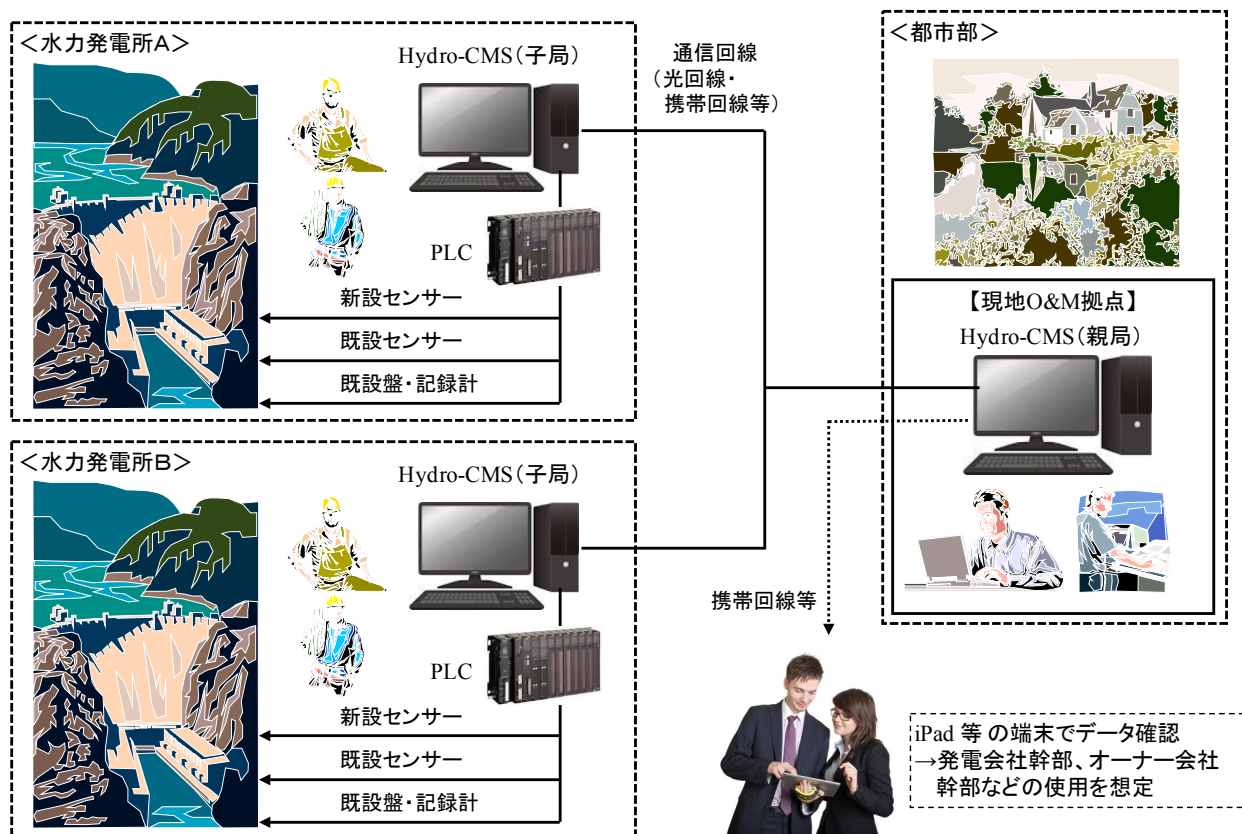 ＜水力発電所A＞
Hydro-CMS（子局）
PLC
新設センサー
既設センサー
既設盤・記録計
通信回線
（光回線・
携帯回線等）
＜都市部＞
【現地O&M拠点】
Hydro-CMS（親局）
＜水力発電所B＞
Hydro-CMS（子局）
PLC
新設センサー
既設センサー
既設盤・記録計
携帯回線等
iPad 等 の端末でデータ確認
→発電会社幹部、オーナー会社
幹部などの使用を想定